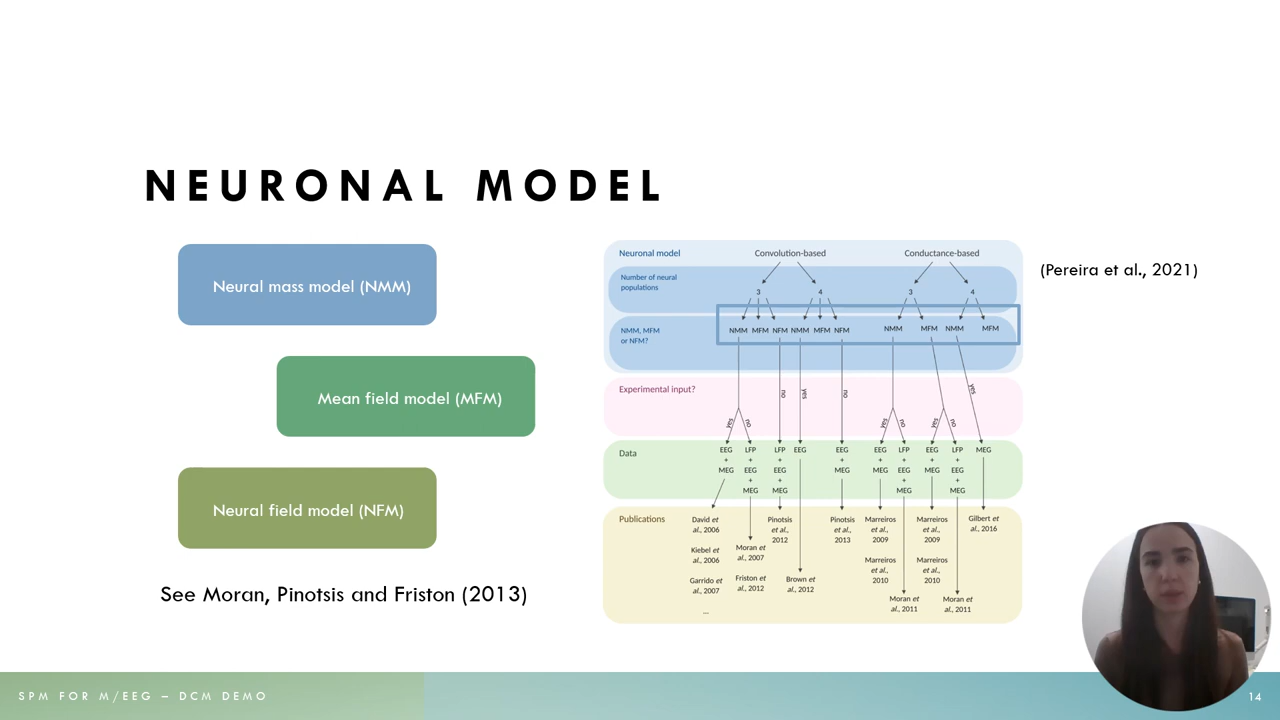 NEURONAL MODEL
Neural mass model (NMM)
Mean field model (MFM)
Neural field model (NFM)
See Moran, Pinotsis and Friston (2013)
Neuronal model
Convolution-based
Conductance-based
Number of neural
populations
3 4 3 4
NMM, MFM
or NFM?
NMM MFM NFM NMM MFM NFM NMM MFM NMM MFM
Experimental input?
no yes no yes
yes no yes no yes no
Data
EEG LFP LFP EEG EEG EEG LFP EEG LFP MEG
+ + + + + + + +
MEG EEG EEG MEG MEG EEG MEG EEG
+ + + +
MEG MEG MEG MEG
Publications
David et
al., 2006
Kiebel et
al., 2006
Garrido et
al., 2007
...
Moran et
al., 2007
Friston et
al., 2012
Pinotsis
et al.,
2012
Brown et
al., 2012
Pinotsis
et al.,
2013
Marreiros
et al.,
2009
Marreiros
et al.,
2010
Moran et
al., 2011
Marreiros
et al.,
2009
Marreiros
et al.,
2010
Moran et
al., 2011
Gilbert et
al., 2016
(Pereira et al., 2021)
SPM FOR M/EEG – DCM DEMO
14